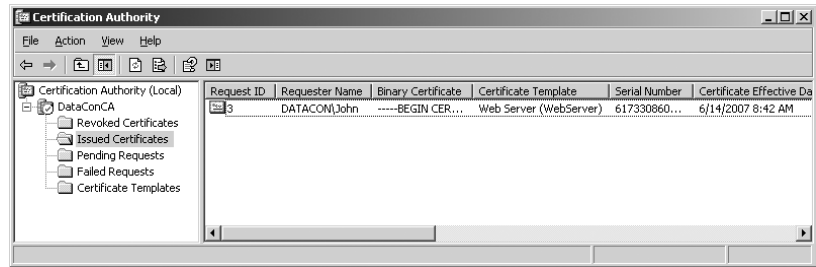 Certification Authority
File Action View Help
Certification Authority (Local)
DataConCA
Revoked Certificates
Issued Certificates
Pending Requests
Failed Requests
Certificate Templates
Request ID Requester Name Binary Certificate Certificate Template Serial Number Certificate Effective Da
3 DATACON\John -----BEGIN CER... Web Server (WebServer) 617330860... 6/14/2007 8:42 AM